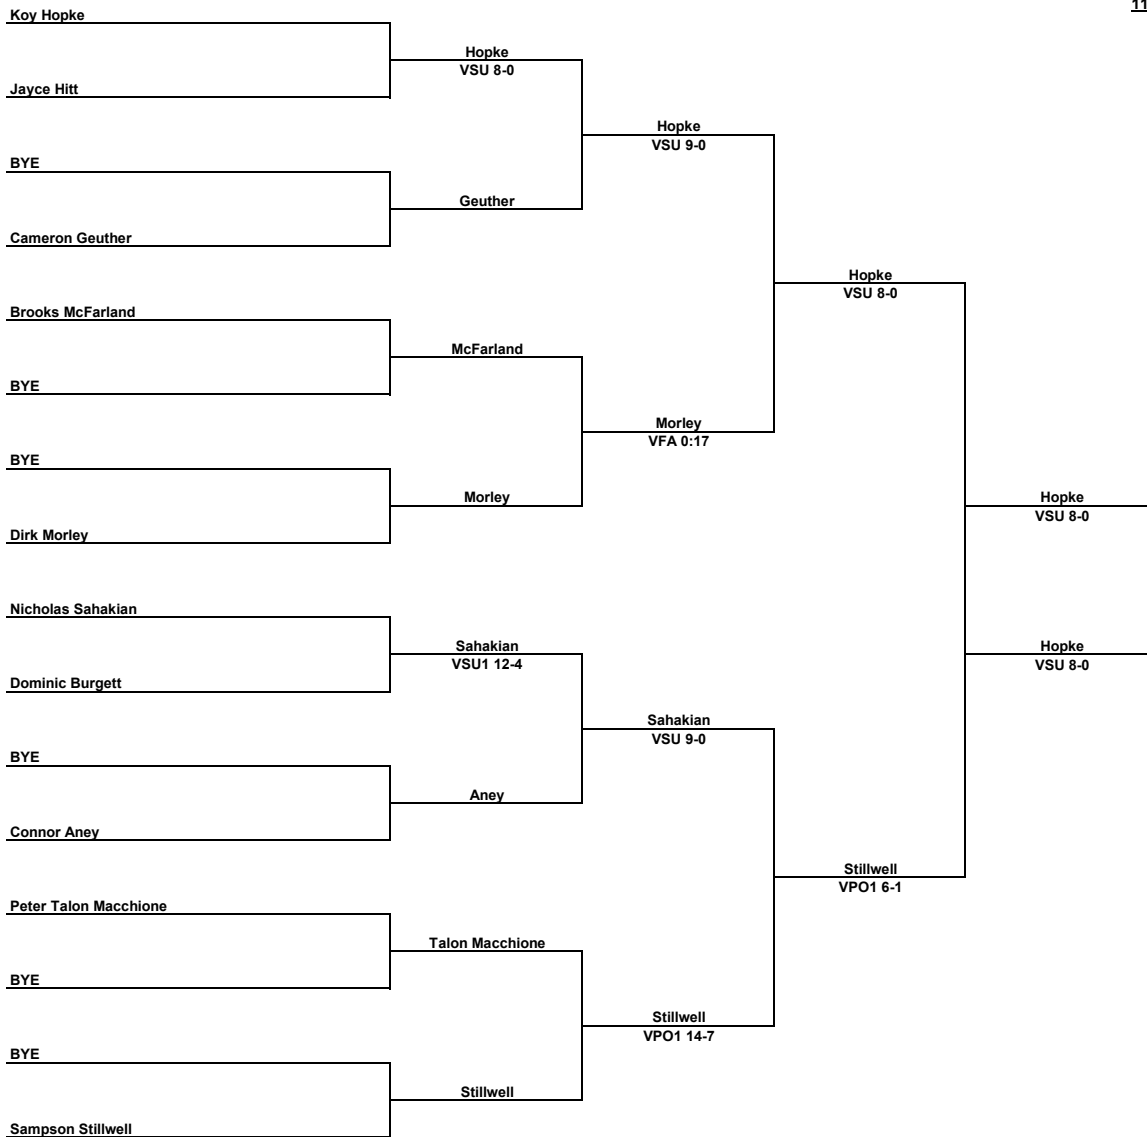 11
Koy Hopke
Hopke
VSU 8-0
Jayce Hitt
Hopke
VSU 9-0
BYE
Geuther
Cameron Geuther
Hopke
VSU 8-0
Brooks McFarland
McFarland
BYE
Morley
VFA 0:17
BYE
Morley
Dirk Morley
Hopke
VSU 8-0
Nicholas Sahakian
Sahakian
VSU1 12-4
Dominic Burgett
Hopke
VSU 8-0
Sahakian
VSU 9-0
BYE
Aney
Connor Aney
Stillwell
VPO1 6-1
Peter Talon Macchione
Talon Macchione
BYE
Stillwell
VPO1 14-7
BYE
Stillwell
Sampson Stillwell